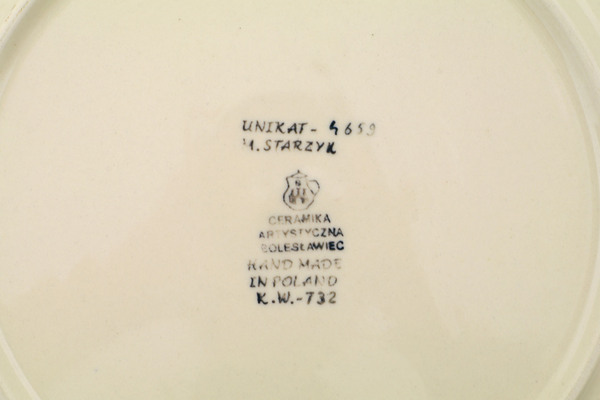 UNIKAT - 4659
M. STARZYK
CERAMIKA
ARTYSTYCZNA
BOLESŁAWIEC
HAND MADE
IN POLAND
K.W.-732